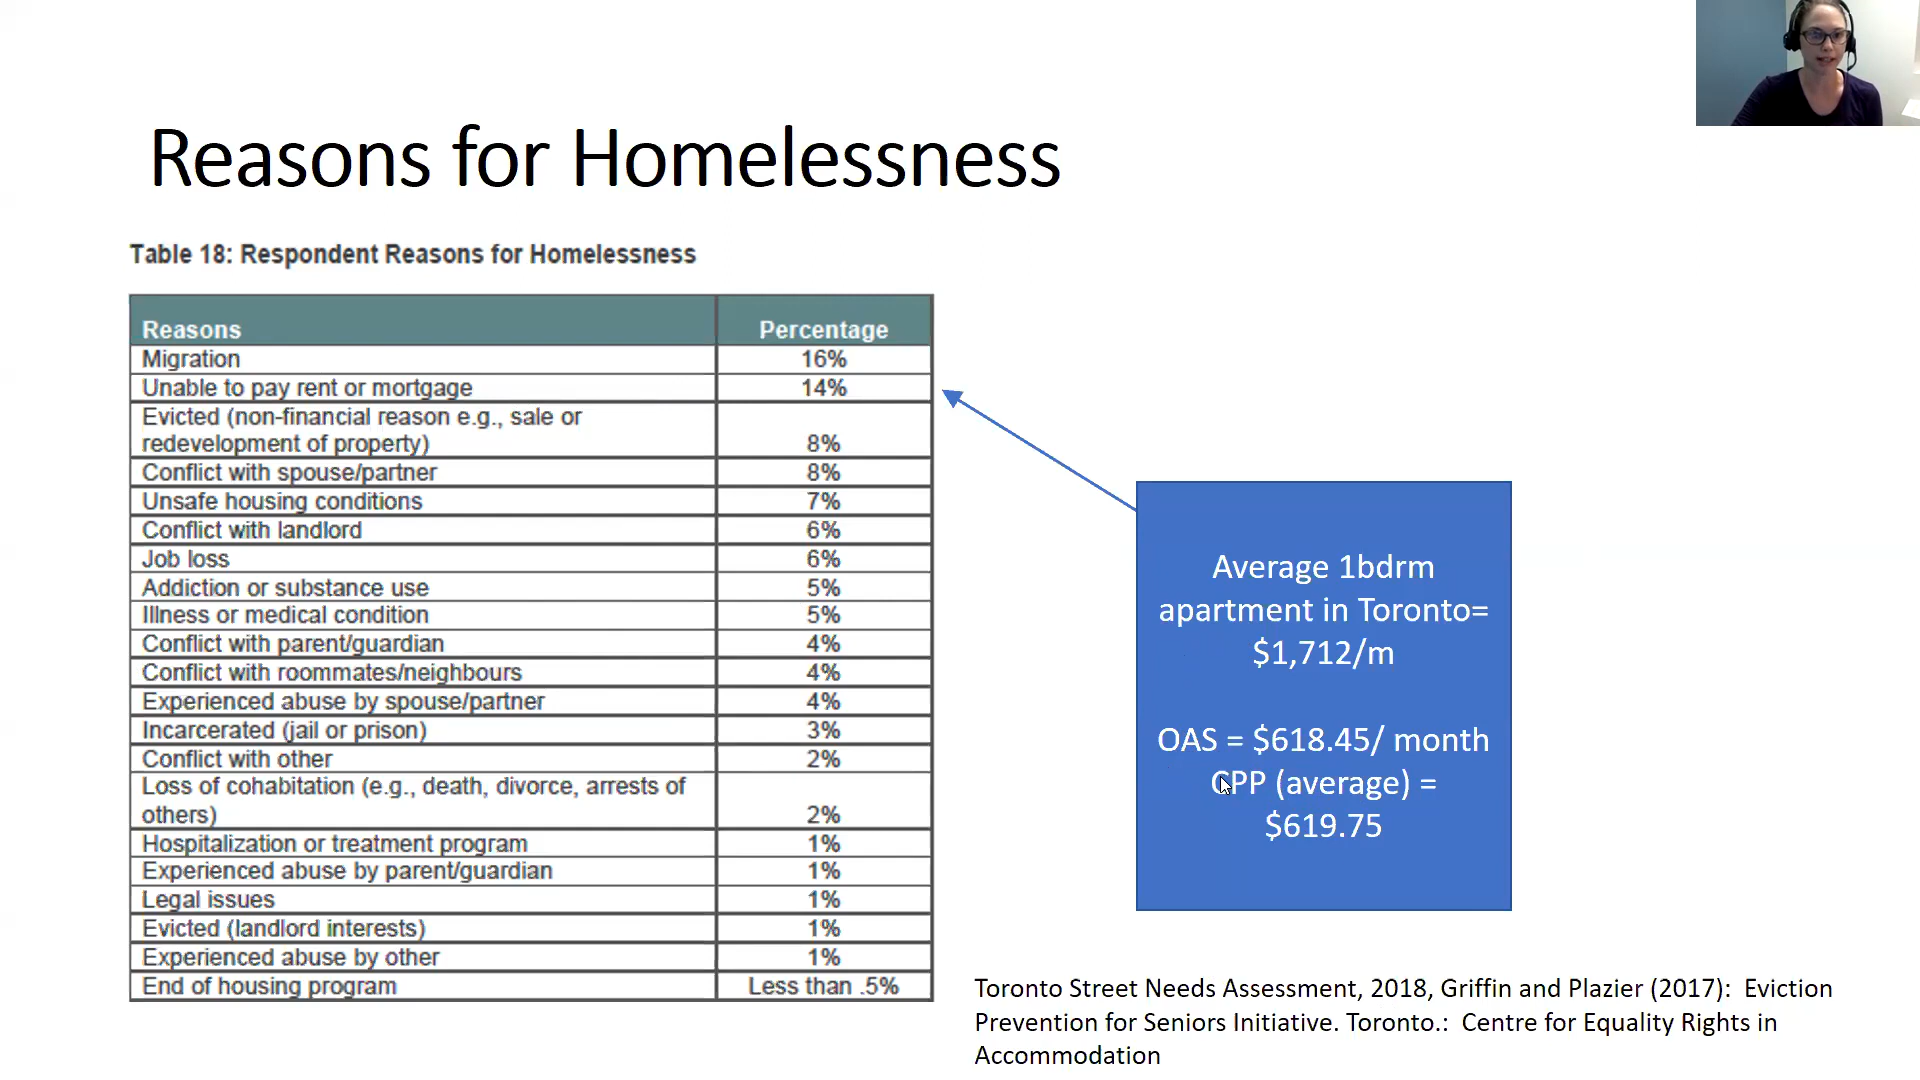 Reasons for Homelessness
Table 18: Respondent Reasons for Homelessness
Reasons Percentage
Migration 16%
Unable to pay rent or mortgage 14%
Evicted (non-financial reason e.g., sale or
redevelopment of property) 8%
Conflict with spouse/partner 8%
Unsafe housing conditions 7%
Conflict with landlord 6%
Job loss 6%
Addiction or substance use 5%
Illness or medical condition 5%
Conflict with parent/guardian 4%
Conflict with roommates/neighbours 4%
Experienced abuse by spouse/partner 4%
Incarcerated (jail or prison) 3%
Conflict with other 2%
Loss of cohabitation (e.g., death, divorce, arrests of
others) 2%
Hospitalization or treatment program 1%
Experienced abuse by parent/guardian 1%
Legal issues 1%
Evicted (landlord interests) 1%
Experienced abuse by other 1%
End of housing program Less than .5%
Average 1bdrm
apartment in Toronto=
$1,712/m
OAS = $618.45/ month
CPP (average) =
$619.75
Toronto Street Needs Assessment, 2018, Griffin and Plazier (2017): Eviction
Prevention for Seniors Initiative. Toronto.: Centre for Equality Rights in
Accommodation